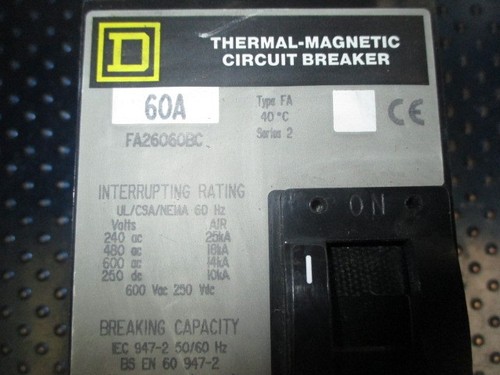 D
THERMAL-MAGNETIC
CIRCUIT BREAKER
60A
FA26060BC
Type FA
40 °C
Series 2
CE
INTERRUPTING RATING
UL/CSA/NEMA 60 Hz
Volts AIR
240 ac 25kA
480 ac 18kA
600 ac 14kA
250 dc 10kA
600 Vac 250 Vdc
BREAKING CAPACITY
IEC 947-2 50/60 Hz
BS EN 60 947-2
ON
I